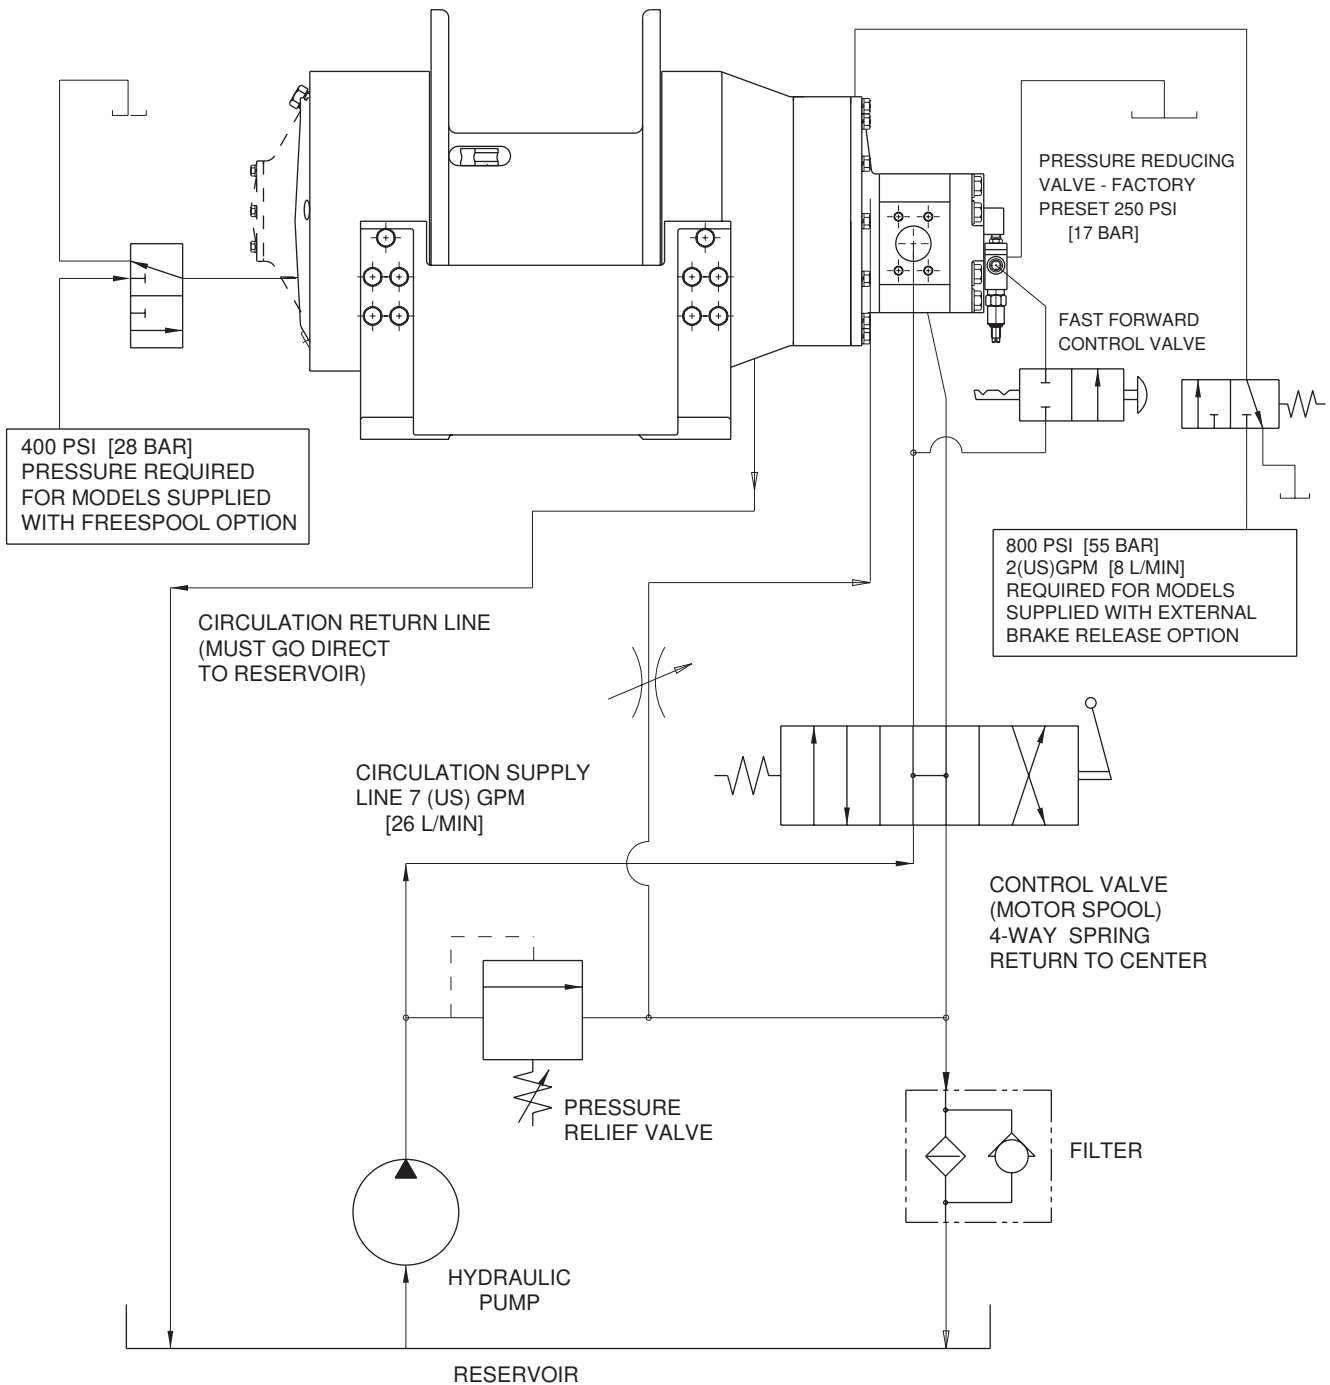 PRESSURE REDUCING
VALVE - FACTORY
PRESET 250 PSI
[17 BAR]
FAST FORWARD
CONTROL VALVE
400 PSI [28 BAR]
PRESSURE REQUIRED
FOR MODELS SUPPLIED
WITH FREESPOOL OPTION
800 PSI [55 BAR]
2(US)GPM [8 L/MIN]
REQUIRED FOR MODELS
SUPPLIED WITH EXTERNAL
BRAKE RELEASE OPTION
CIRCULATION RETURN LINE
(MUST GO DIRECT
TO RESERVOIR)
CIRCULATION SUPPLY
LINE 7 (US) GPM
[26 L/MIN]
CONTROL VALVE
(MOTOR SPOOL)
4-WAY SPRING
RETURN TO CENTER
PRESSURE
RELIEF VALVE
FILTER
HYDRAULIC
PUMP
RESERVOIR